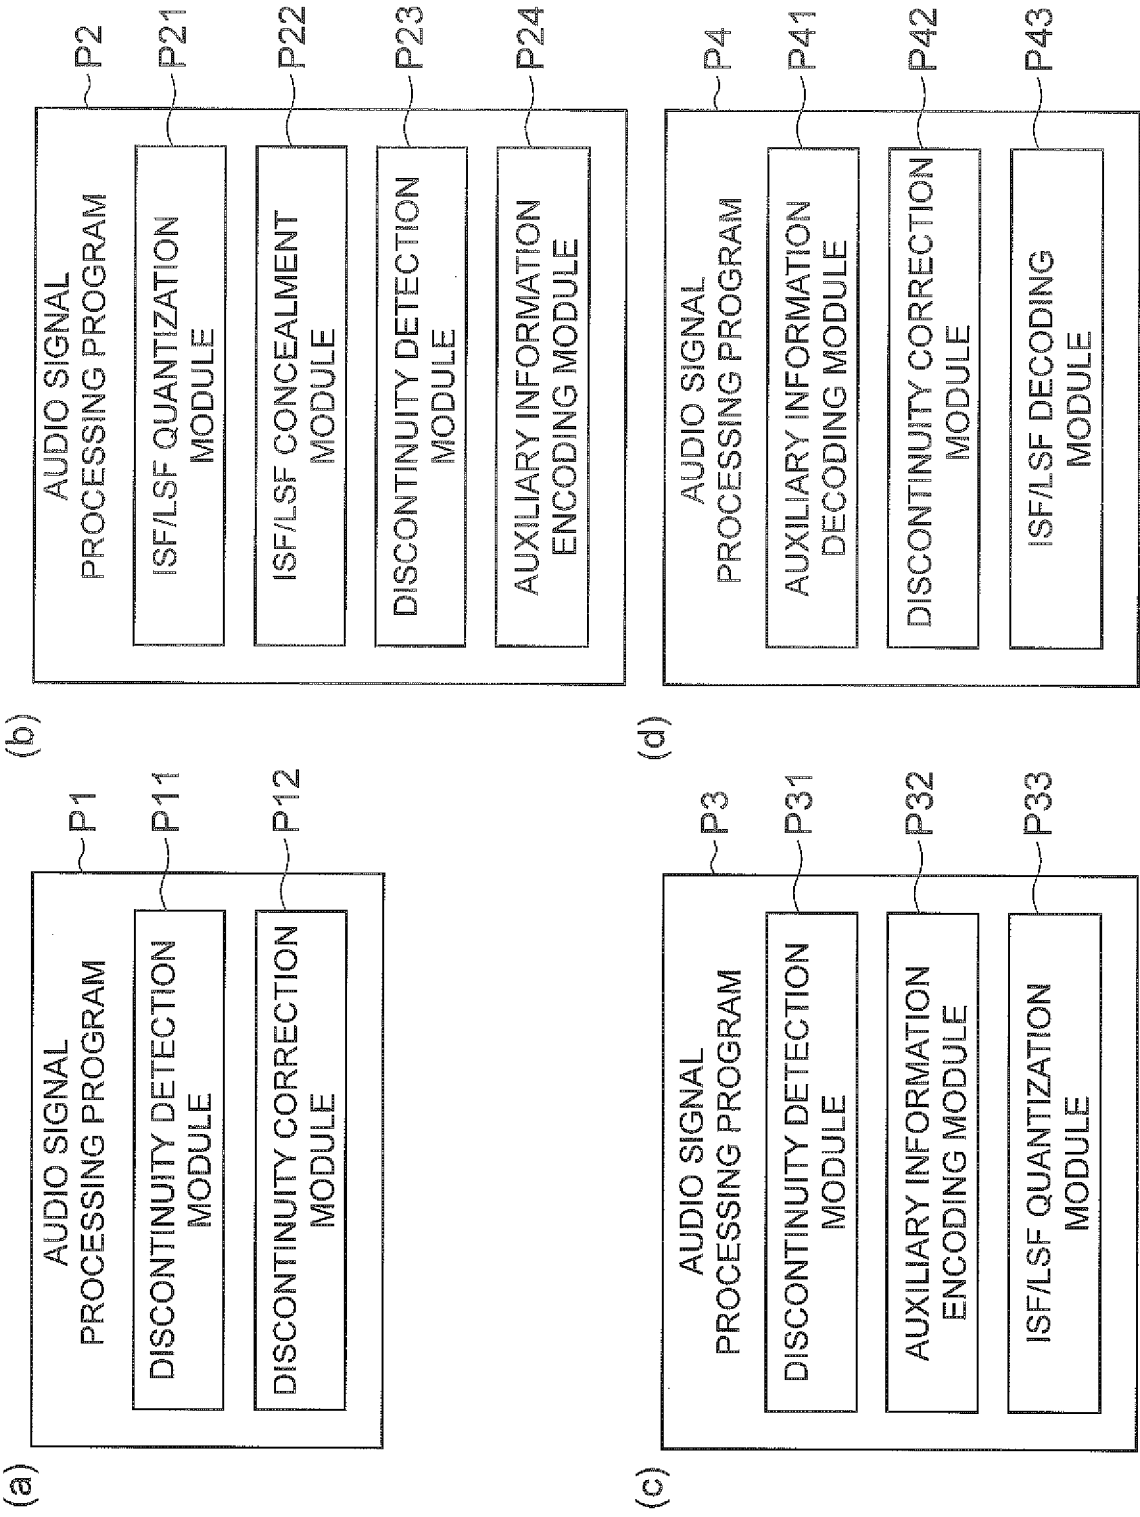 (a)
AUDIO SIGNAL
PROCESSING PROGRAM
P1
DISCONTINUITY DETECTION
MODULE
P11
DISCONTINUITY CORRECTION
MODULE
P12
(b)
AUDIO SIGNAL
PROCESSING PROGRAM
P2
ISF/LSF QUANTIZATION
MODULE
P21
ISF/LSF CONCEALMENT
MODULE
P22
DISCONTINUITY DETECTION
MODULE
P23
AUXILIARY INFORMATION
ENCODING MODULE
P24
(c)
AUDIO SIGNAL
PROCESSING PROGRAM
P3
DISCONTINUITY DETECTION
MODULE
P31
AUXILIARY INFORMATION
ENCODING MODULE
P32
ISF/LSF QUANTIZATION
MODULE
P33
(d)
AUDIO SIGNAL
PROCESSING PROGRAM
P4
AUXILIARY INFORMATION
DECODING MODULE
P41
DISCONTINUITY CORRECTION
MODULE
P42
ISF/LSF DECODING
MODULE
P43